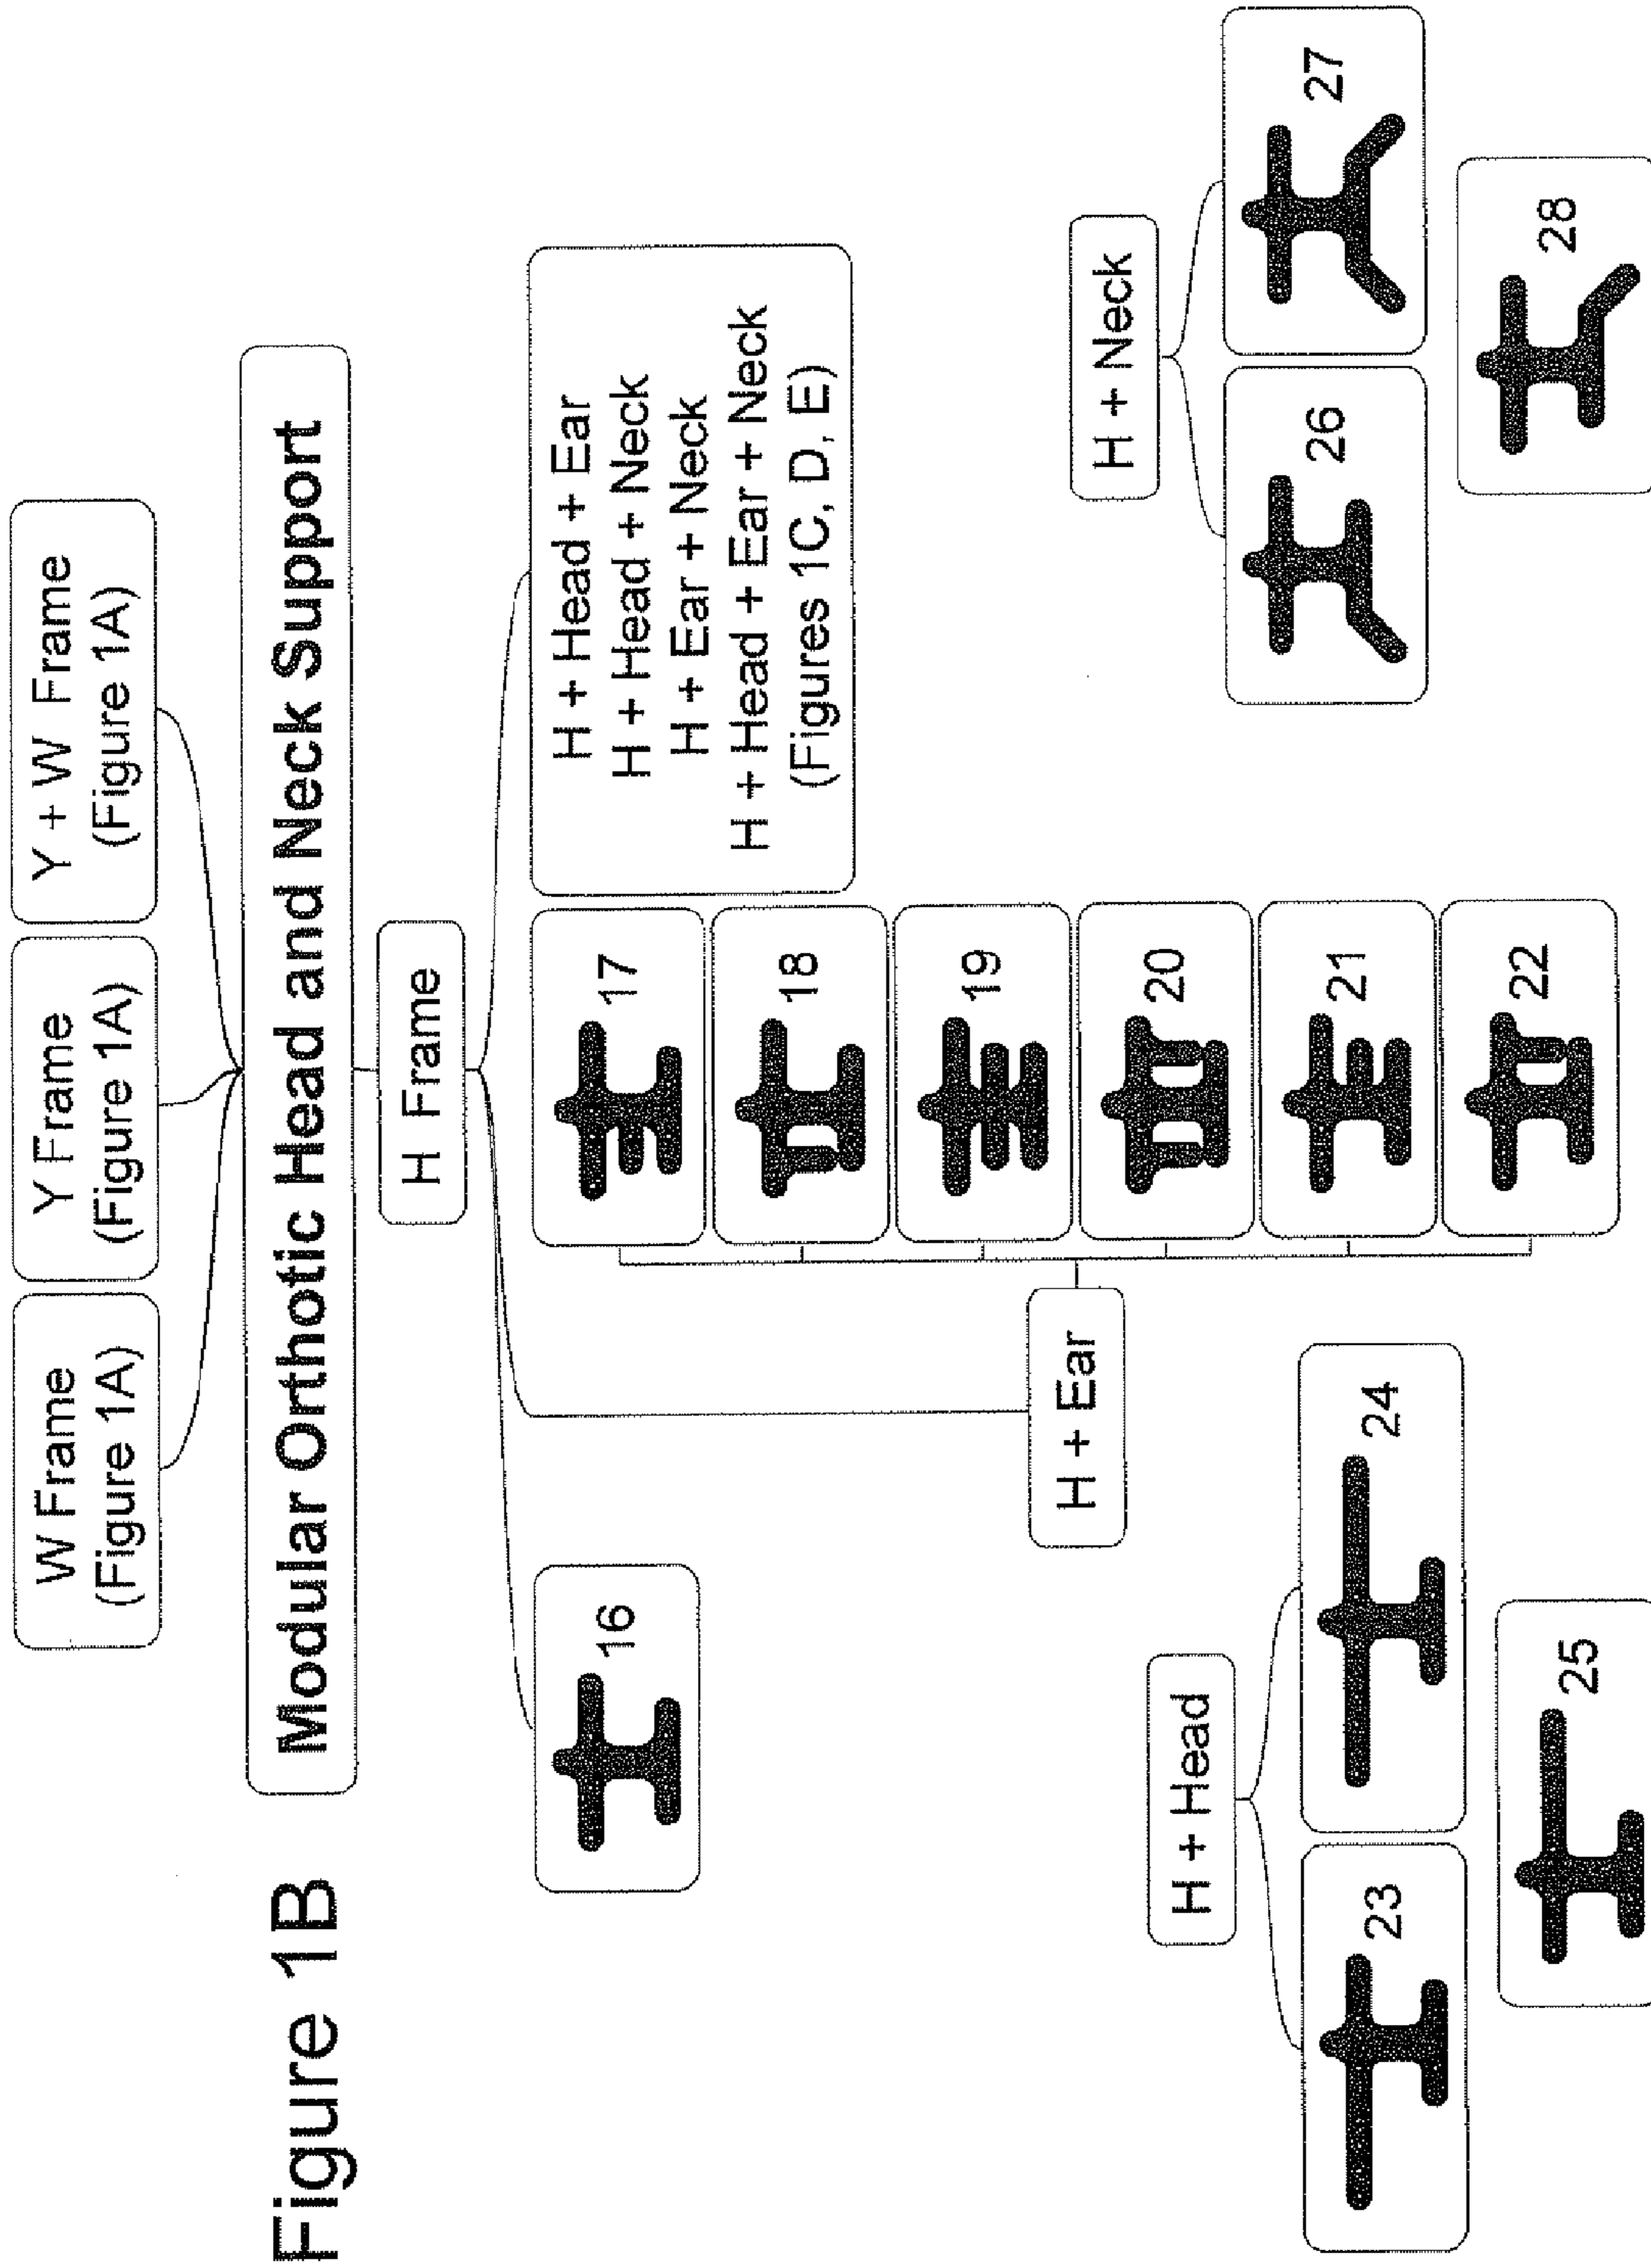 Figure 1B
W Frame
(Figure 1A)
Y Frame
(Figure 1A)
Y + W Frame
(Figure 1A)
Modular Orthotic Head and Neck Support
H Frame
16
17
18
19
20
21
22
H + Head + Ear
H + Head + Neck
H + Ear + Neck
H + Head + Ear + Neck
(Figures 1C, D, E)
H + Ear
H + Head
23
24
25
H + Neck
26
27
28